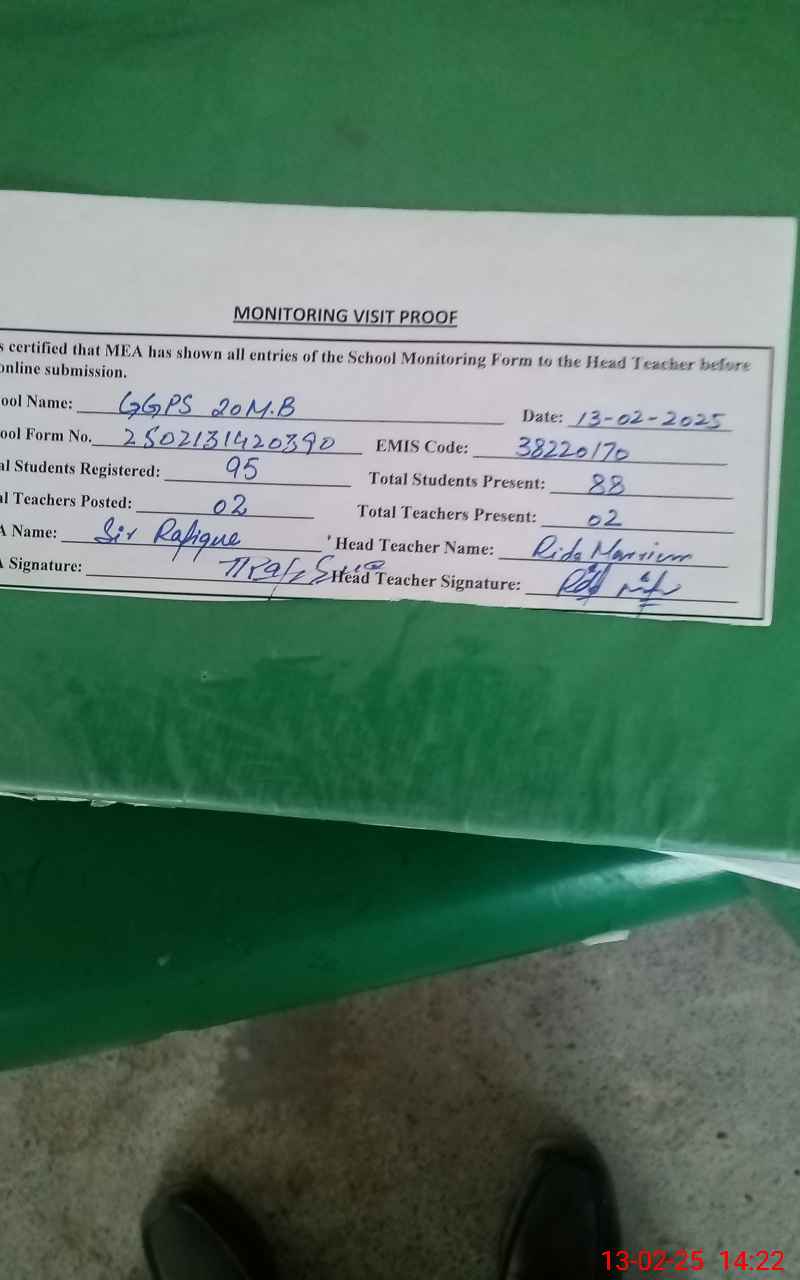 MONITORING VISIT PROOF
s certified that MEA has shown all entries of the School Monitoring Form to the Head Teacher before
online submission.
ool Name: GGPS 20 M.B Date: 13-02-2025
ool Form No. 2502131420390 EMIS Code: 38220170
al Students Registered: 95 Total Students Present: 88
al Teachers Posted: 02 Total Teachers Present: 02
A Name: Sir Rafique Head Teacher Name: Rida Marrium
A Signature: Head Teacher Signature:
13-02-25 14:22